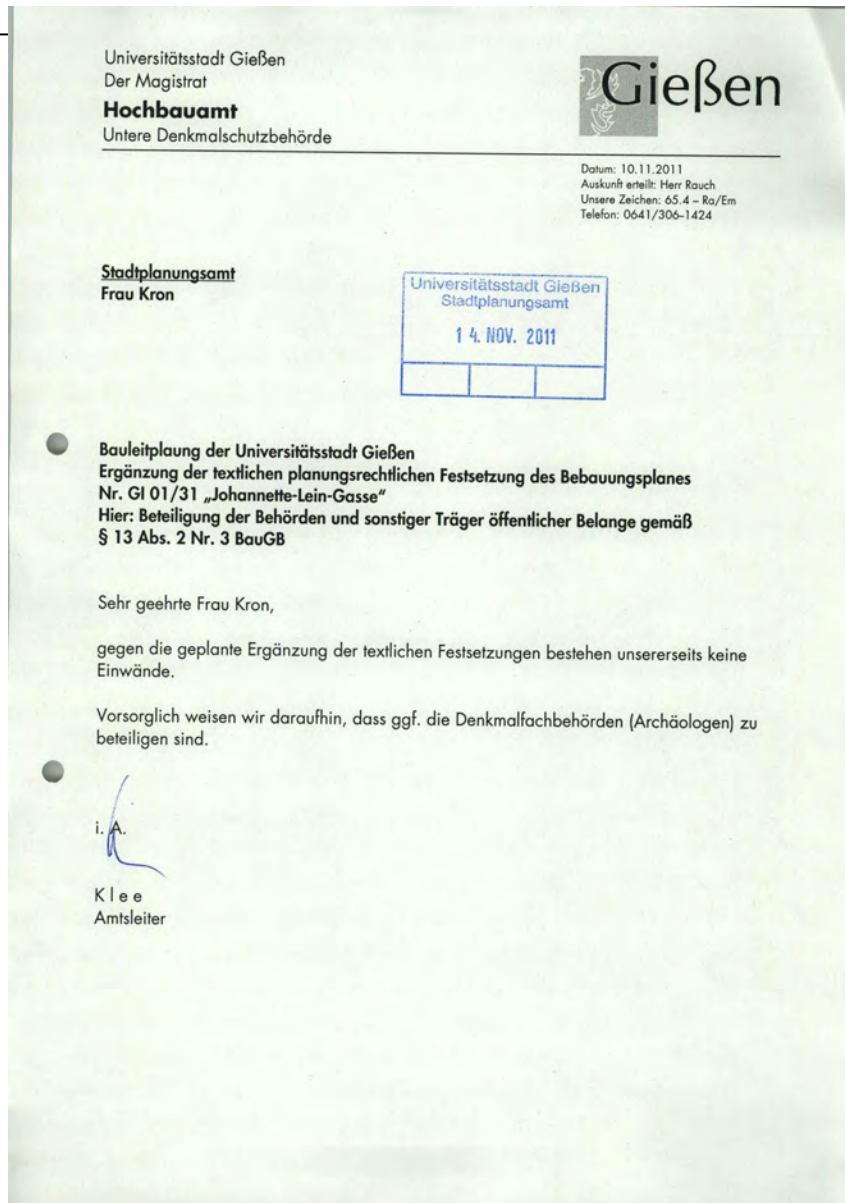 Universitätsstadt Gießen
Der Magistrat
Hochbauamt
Untere Denkmalschutzbehörde
Gießen
Datum: 10.11.2011
Auskunft erteilt: Herr Rauch
Unsere Zeichen: 65.4 – Ra/Em
Telefon: 0641/306–1424
Stadtplanungsamt
Frau Kron
Universitätsstadt Gießen
Stadtplanungsamt
1 4. NOV. 2011
Bauleitplaung der Universitätsstadt Gießen
Ergänzung der textlichen planungsrechtlichen Festsetzung des Bebauungsplanes
Nr. GI 01/31 „Johannette-Lein-Gasse“
Hier: Beteiligung der Behörden und sonstiger Träger öffentlicher Belange gemäß
§ 13 Abs. 2 Nr. 3 BauGB
Sehr geehrte Frau Kron,
gegen die geplante Ergänzung der textlichen Festsetzungen bestehen unsererseits keine
Einwände.
Vorsorglich weisen wir daraufhin, dass ggf. die Denkmalfachbehörden (Archäologen) zu
beteiligen sind.
i. A.
K l e e
Amtsleiter